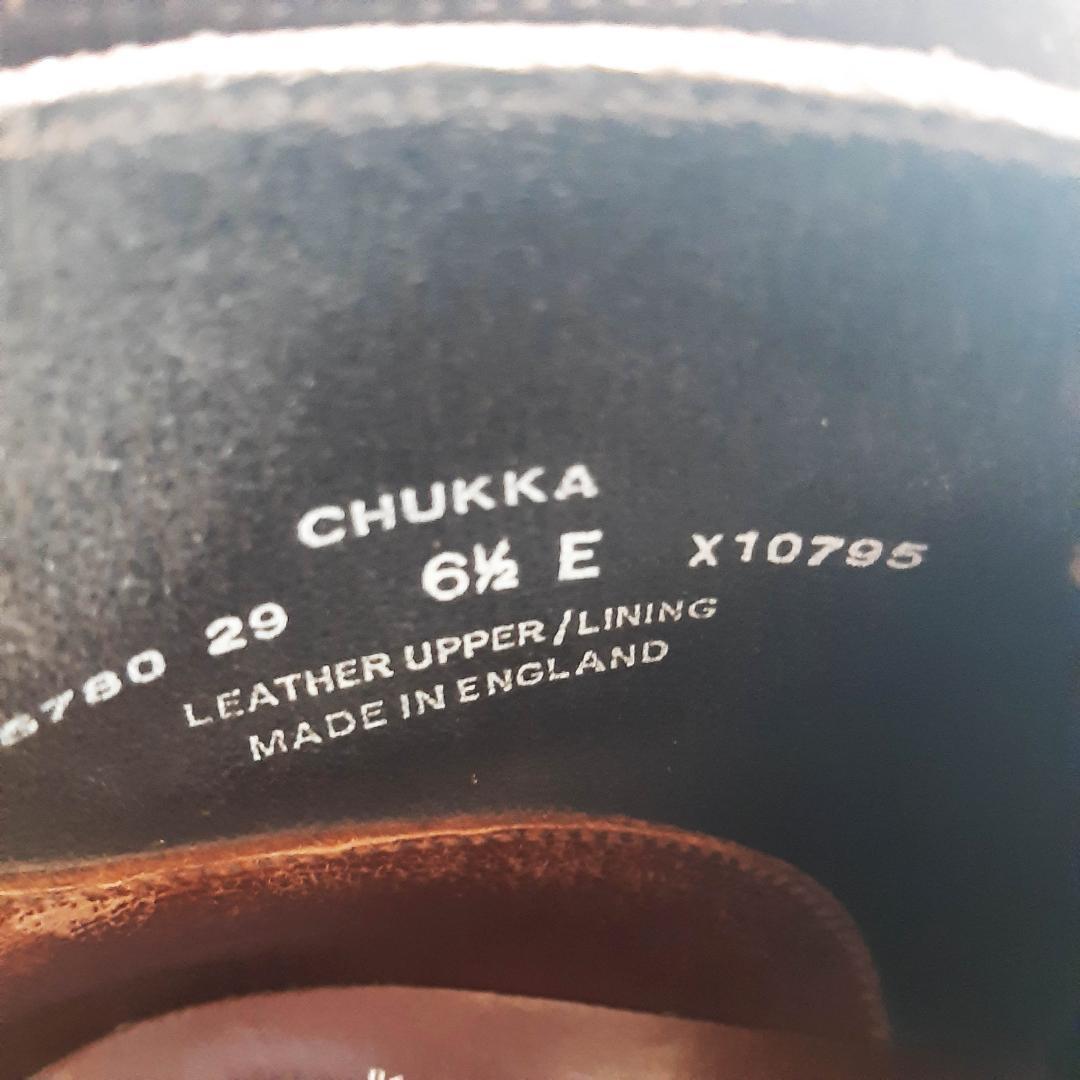 CHUKKA
6½ E X10795
6780 29
LEATHER UPPER/LINING
MADE IN ENGLAND